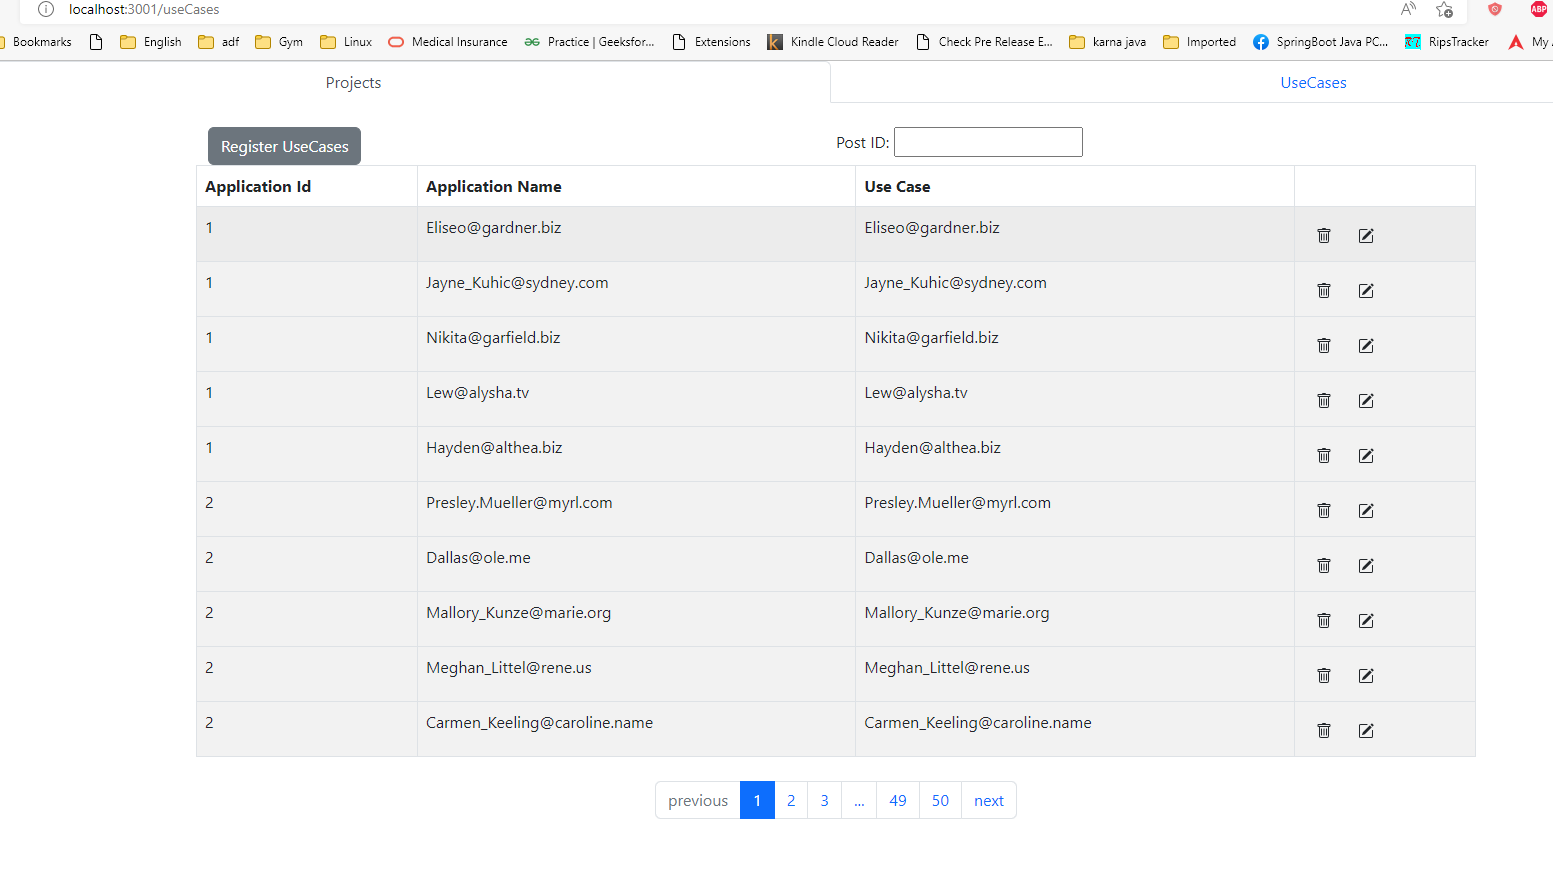 localhost:3001/useCases
Bookmarks English adf Gym Linux Medical Insurance Practice | Geeksfor... Extensions Kindle Cloud Reader Check Pre Release E... karna java Imported SpringBoot Java PC... RipsTracker My
Projects UseCases
Register UseCases Post ID:
Application Id Application Name Use Case
1 Eliseo@gardner.biz Eliseo@gardner.biz
1 Jayne_Kuhic@sydney.com Jayne_Kuhic@sydney.com
1 Nikita@garfield.biz Nikita@garfield.biz
1 Lew@alysha.tv Lew@alysha.tv
1 Hayden@althea.biz Hayden@althea.biz
2 Presley.Mueller@myrl.com Presley.Mueller@myrl.com
2 Dallas@ole.me Dallas@ole.me
2 Mallory_Kunze@marie.org Mallory_Kunze@marie.org
2 Meghan_Littel@rene.us Meghan_Littel@rene.us
2 Carmen_Keeling@caroline.name Carmen_Keeling@caroline.name
previous 1 2 3 ... 49 50 next